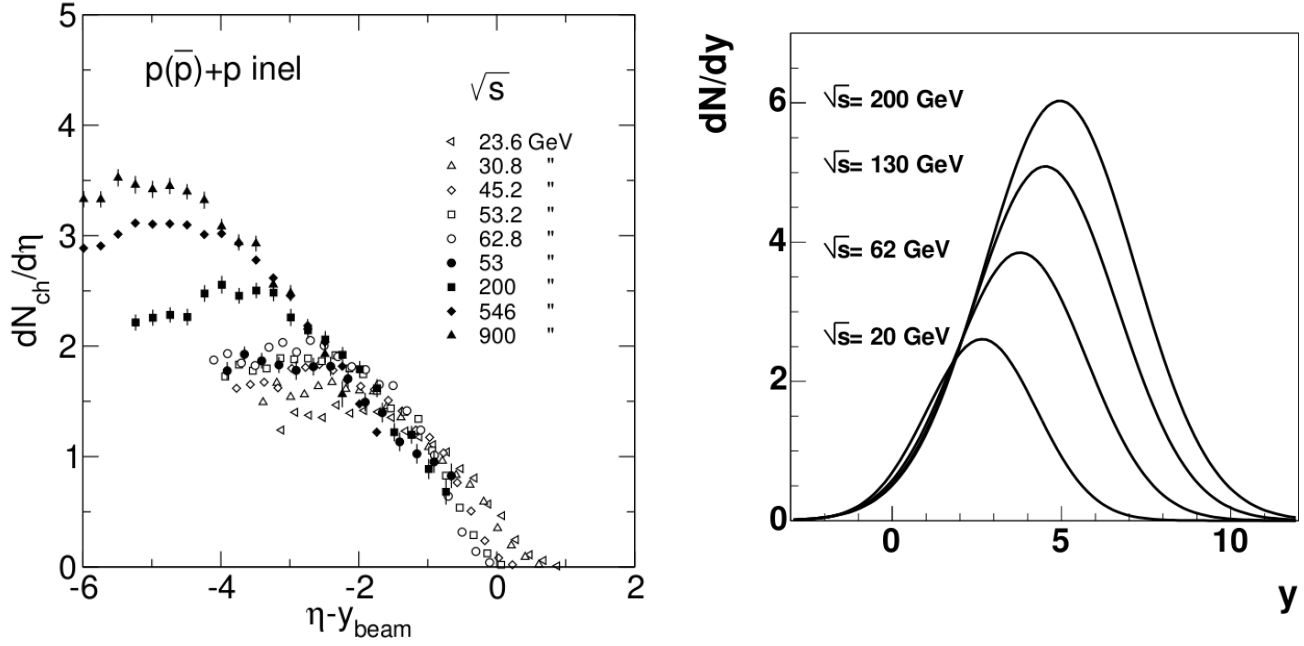 p(p̅)+p inel
√s
23.6 GeV
30.8 "
45.2 "
53.2 "
62.8 "
53 "
200 "
546 "
900 "
dN_ch/dη
5
4
3
2
1
0
-6
-4
-2
0
2
η-y_beam
dN/dy
6
4
2
0
√s= 200 GeV
√s= 130 GeV
√s= 62 GeV
√s= 20 GeV
0
5
10
y